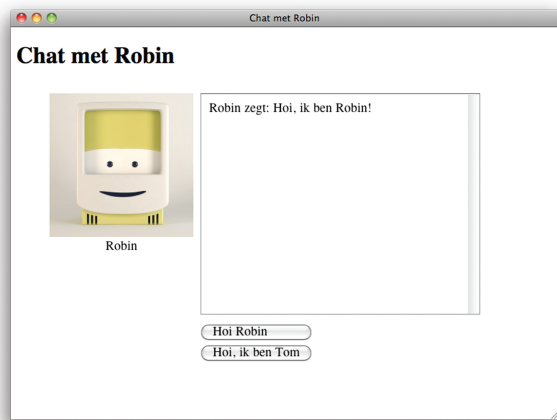 Chat met Robin
Chat met Robin
Robin zegt: Hoi, ik ben Robin!
Robin
Hoi Robin
Hoi, ik ben Tom